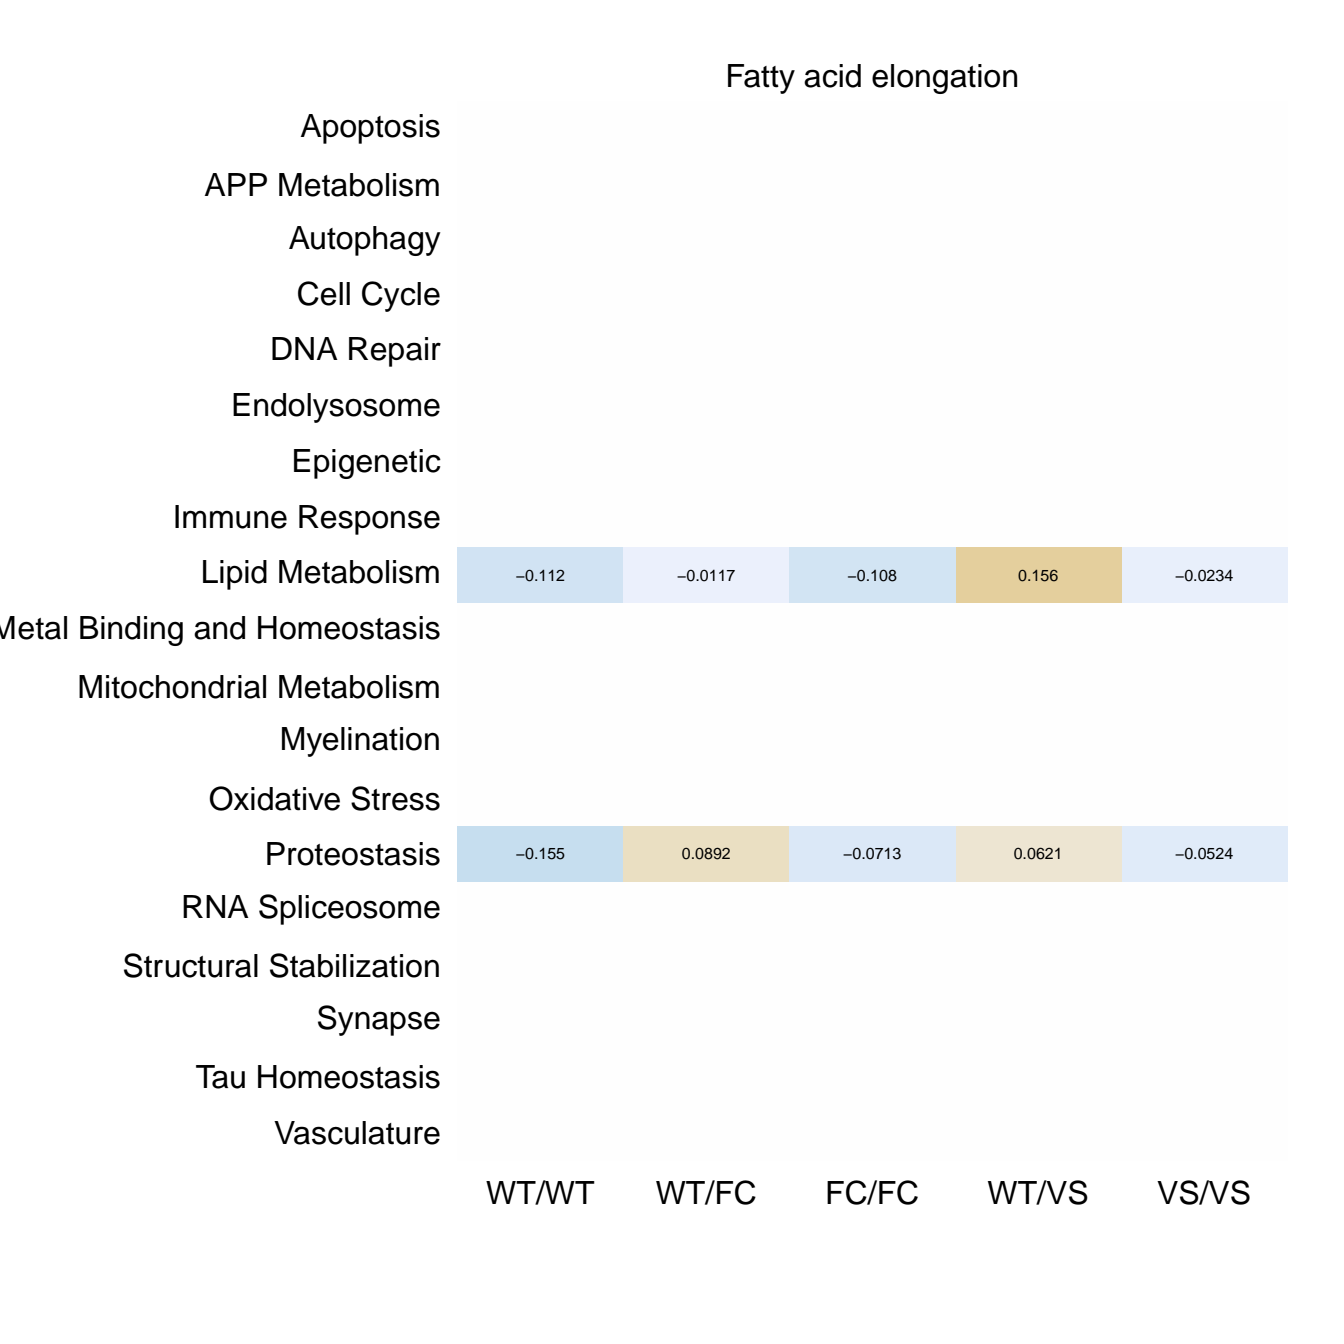 Fatty acid elongation
Apoptosis
APP Metabolism
Autophagy
Cell Cycle
DNA Repair
Endolysosome
Epigenetic
Immune Response
Lipid Metabolism −0.112 −0.0117 −0.108 0.156 −0.0234
Metal Binding and Homeostasis
Mitochondrial Metabolism
Myelination
Oxidative Stress
Proteostasis −0.155 0.0892 −0.0713 0.0621 −0.0524
RNA Spliceosome
Structural Stabilization
Synapse
Tau Homeostasis
Vasculature
WT/WT WT/FC FC/FC WT/VS VS/VS